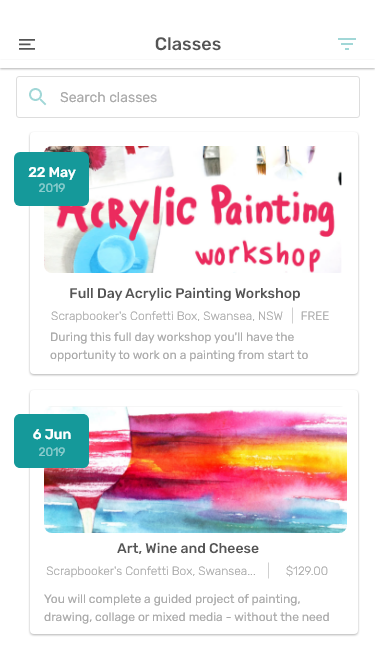 Classes
Search classes
22 May
2019
Acrylic Painting
workshop
Full Day Acrylic Painting Workshop
Scrapbooker's Confetti Box, Swansea, NSW
FREE
During this full day workshop you'll have the
opportunity to work on a painting from start to
6 Jun
2019
Art, Wine and Cheese
Scrapbooker's Confetti Box, Swansea...
$129.00
You will complete a guided project of painting,
drawing, collage or mixed media - without the need